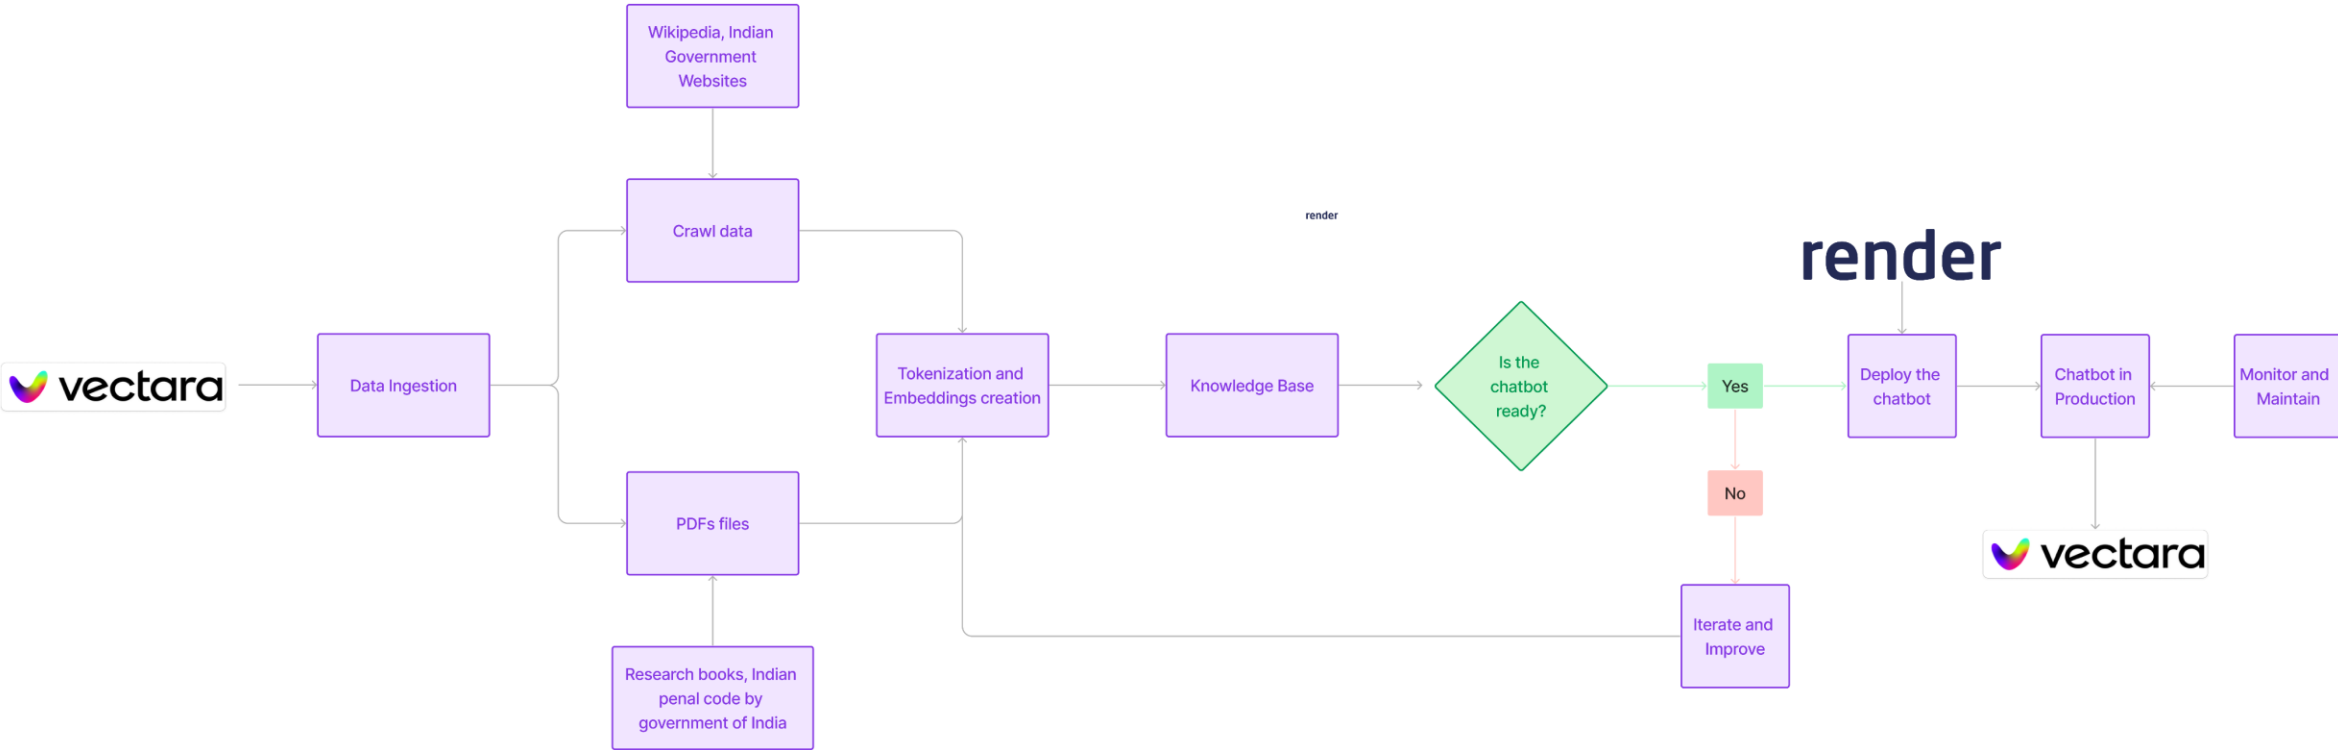 Wikipedia, Indian
Government
Websites
Crawl data
render
render
vectara
Data Ingestion
Tokenization and
Embeddings creation
Knowledge Base
Is the
chatbot
ready?
Yes
Deploy the
chatbot
Chatbot in
Production
Monitor and
Maintain
No
PDFs files
vectara
Iterate and
Improve
Research books, Indian
penal code by
government of India